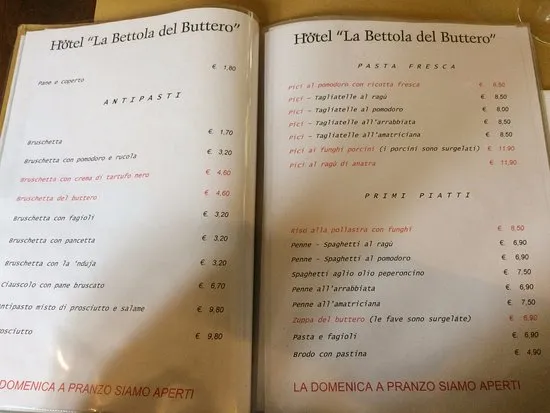 Hotel "La Bettola del Buttero"
Pane e coperto € 1,80
ANTIPASTI
Bruschetta € 1,70
Bruschetta con pomodoro e rucola € 3,20
Bruschetta con crema di tartufo nero € 4,60
Bruschetta del buttero € 4,60
Bruschetta con fagioli € 3,20
Bruschetta con pancetta € 3,20
Bruschetta con la 'nduja € 3,20
Ciauscolo con pane bruscato € 6,70
Antipasto misto di prosciutto e salame € 9,80
rosciutto € 9,80
DOMENICA A PRANZO SIAMO APERTI
Hotel "La Bettola del Buttero"
PASTA FRESCA
Pici al pomodoro con ricotta fresca € 8,50
Pici - Tagliatelle al ragù € 8,50
Pici - Tagliatelle al pomodoro € 8,00
Pici - Tagliatelle all'arrabbiata € 8,50
Pici - Tagliatelle all'amatriciana € 8,50
Pici ai funghi porcini (i porcini sono surgelati) € 11,90
Pici al ragù di anatra € 11,90
PRIMI PIATTI
Riso alla pollastra con funghi € 8,50
Penne - Spaghetti al ragù € 6,90
Penne - Spaghetti al pomodoro € 6,90
Spaghetti aglio olio peperoncino € 7,50
Penne all'arrabbiata € 6,90
Penne all'amatriciana € 7,50
Zuppa del buttero (le fave sono surgelate) € 6,90
Pasta e fagioli € 6,90
Brodo con pastina € 4,90
LA DOMENICA A PRANZO SIAMO APERTI